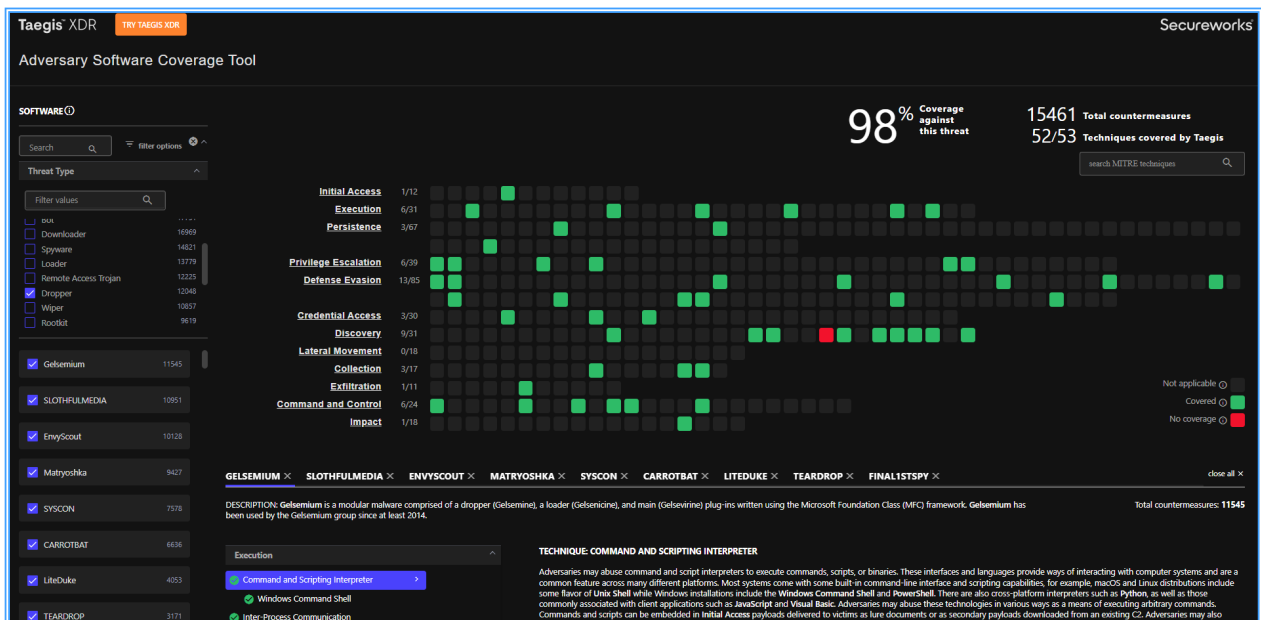 Taegis™ XDR
TRY TAEGIS XDR
Secureworks
Adversary Software Coverage Tool
SOFTWARE
Search
filter options
Threat Type
Filter values
Bot
Downloader 16969
Spyware 14821
Loader 13779
Remote Access Trojan 12225
Dropper 12048
Wiper 10857
Rootkit 9619
Gelsemium 11545
SLOTHFULMEDIA 10951
EnvyScout 10128
Matryoshka 9427
SYSCON 7578
CARROTBAT 6636
LiteDuke 4053
TEARDROP 3171
98% Coverage against this threat
15461 Total countermeasures
52/53 Techniques covered by Taegis
search MITRE techniques
Initial Access 1/12
Execution 6/31
Persistence 3/67
Privilege Escalation 6/39
Defense Evasion 13/85
Credential Access 3/30
Discovery 9/31
Lateral Movement 0/18
Collection 3/17
Exfiltration 1/11
Command and Control 6/24
Impact 1/18
Not applicable
Covered
No coverage
GELSEMIUM × SLOTHFULMEDIA × ENVYSCOUT × MATRYOSHKA × SYSCON × CARROTBAT × LITEDUKE × TEARDROP × FINAL1STSPY ×
close all ×
DESCRIPTION: Gelsemium is a modular malware comprised of a dropper (Gelsemine), a loader (Gelsenicine), and main (Gelsevirine) plug-ins written using the Microsoft Foundation Class (MFC) framework. Gelsemium has
been used by the Gelsemium group since at least 2014.
Total countermeasures: 11545
Execution
Command and Scripting Interpreter
Windows Command Shell
Inter-Process Communication
TECHNIQUE: COMMAND AND SCRIPTING INTERPRETER
Adversaries may abuse command and script interpreters to execute commands, scripts, or binaries. These interfaces and languages provide ways of interacting with computer systems and are a
common feature across many different platforms. Most systems come with some built-in command-line interface and scripting capabilities, for example, macOS and Linux distributions include
some flavor of Unix Shell while Windows installations include the Windows Command Shell and PowerShell. There are also cross-platform interpreters such as Python, as well as those
commonly associated with client applications such as JavaScript and Visual Basic. Adversaries may abuse these technologies in various ways as a means of executing arbitrary commands.
Commands and scripts can be embedded in Initial Access payloads delivered to victims as lure documents or as secondary payloads downloaded from an existing C2. Adversaries may also